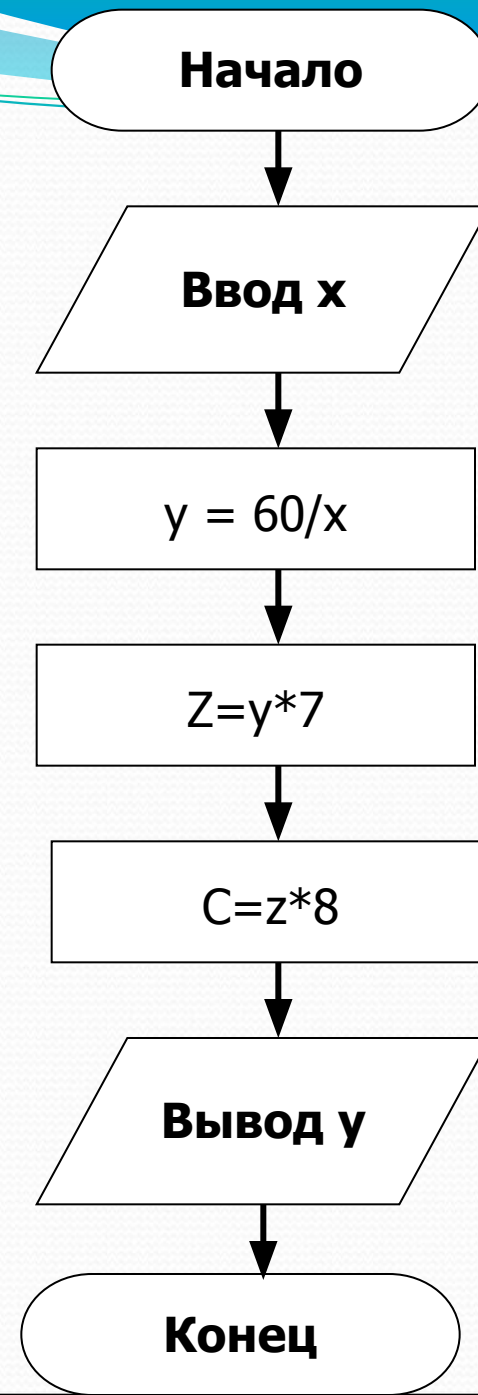 Начало
Ввод x
y = 60/x
Z=y*7
C=z*8
Вывод y
Конец